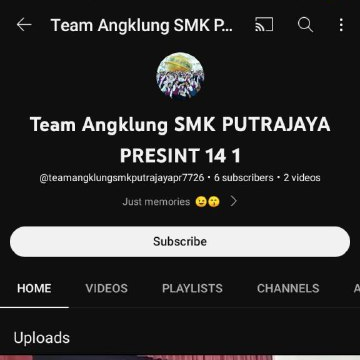 Team Angklung SMK P...
Team Angklung SMK PUTRAJAYA
PRESINT 14 1
@teamangklungsmkputrajayapr7726 • 6 subscribers • 2 videos
Just memories 😉😙
Subscribe
HOME VIDEOS PLAYLISTS CHANNELS A
Uploads